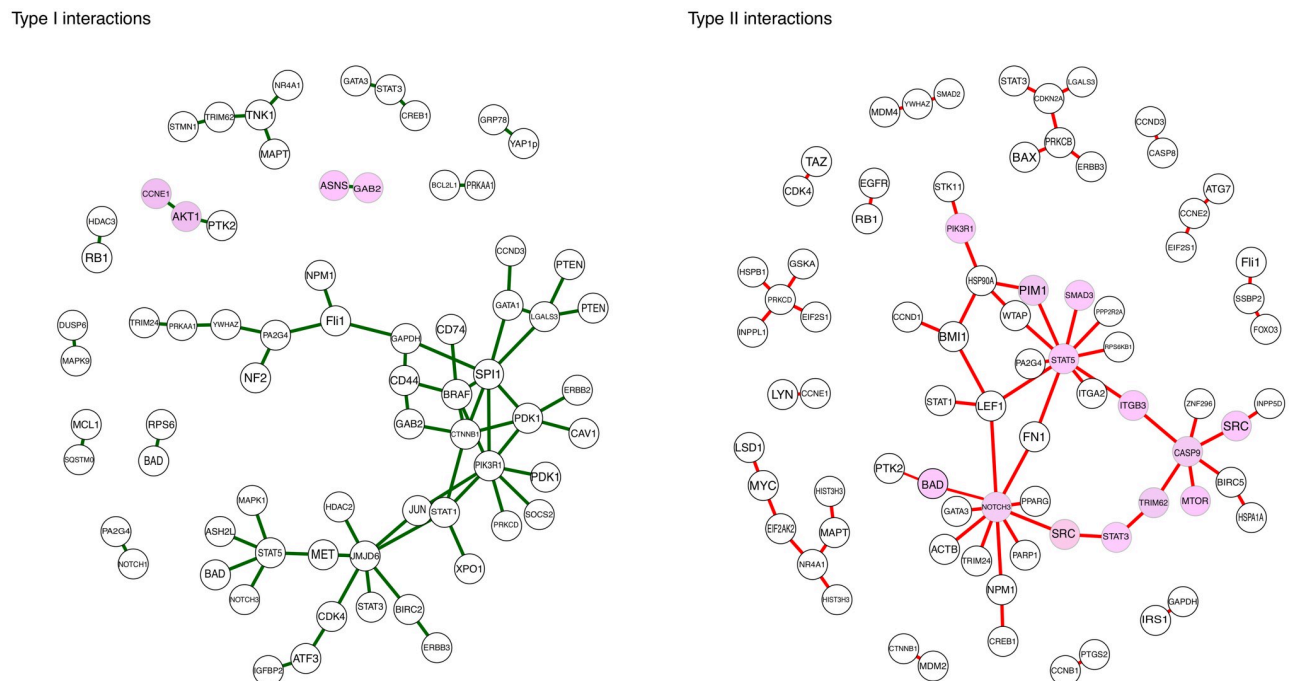 Type I interactions
NR4A1
TRIM62
TNK1
STMN1
MAPT
GATA3
STAT3
CREB1
GRP78
YAP1p
CCNE1
AKT1
PTK2
ASNS
GAB2
BCL2L1
PRKAA1
HDAC3
RB1
CCND3
PTEN
NPM1
GATA1
LGALS3
PTEN
TRIM24
PRKAA1
YWHAZ
PA2G4
Fli1
GAPDH
CD74
DUSP6
MAPK9
NF2
CD44
BRAF
SPI1
ERBB2
GAB2
CTNNB1
PDK1
CAV1
MCL1
SQSTM0
RPS6
BAD
PIK3R1
PDK1
MAPK1
HDAC2
JUN
STAT1
PRKCD
SOCS2
PA2G4
NOTCH1
ASH2L
STAT5
MET
JMJD6
XPO1
BAD
NOTCH3
STAT3
CDK4
BIRC2
ERBB3
ATF3
IGFBP2
Type II interactions
STAT3
CDKN2A
LGALS3
MDM4
YWHAZ
SMAD2
PRKCB
BAX
ERBB3
CCND3
CASP8
TAZ
CDK4
EGFR
RB1
STK11
PIK3R1
ATG7
CCNE2
EIF2S1
HSPB1
GSKA
PRKCD
INPPL1
EIF2S1
HSP90A
PIM1
SMAD3
Fli1
SSBP2
FOXO3
CCND1
BMI1
WTAP
PPP2R2A
RPS6KB1
PA2G4
STAT5
LYN
CCNE1
STAT1
LEF1
ITGA2
ITGB3
ZNF296
INPP5D
SRC
FN1
CASP9
LSD1
MYC
PTK2
BAD
BIRC5
HSPA1A
HIST3H3
GATA3
NOTCH3
PPARG
TRIM62
MTOR
EIF2AK2
MAPT
ACTB
TRIM24
PARP1
SRC
STAT3
NR4A1
HIST3H3
NPM1
CREB1
GAPDH
IRS1
CTNNB1
MDM2
PTGS2
CCNB1